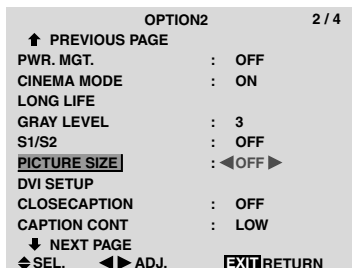 OPTION2 2 / 4
PREVIOUS PAGE
PWR. MGT. : OFF
CINEMA MODE : ON
LONG LIFE
GRAY LEVEL : 3
S1/S2 : OFF
PICTURE SIZE : OFF
DVI SETUP
CLOSECAPTION : OFF
CAPTION CONT : LOW
NEXT PAGE
SEL. ADJ. EXIT RETURN